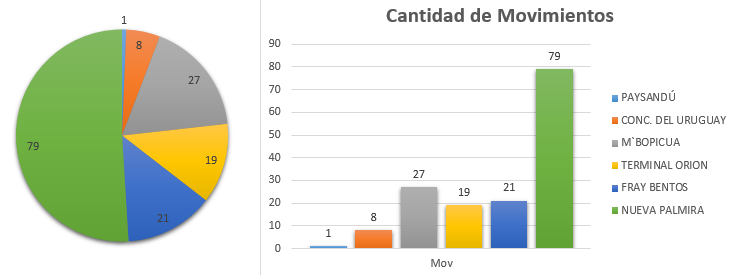 1
8
27
19
21
79
Cantidad de Movimientos
90
80
70
60
50
40
30
20
10
0
1
8
27
19
21
79
Mov
PAYSANDÚ
CONC. DEL URUGUAY
M`BOPICUA
TERMINAL ORION
FRAY BENTOS
NUEVA PALMIRA